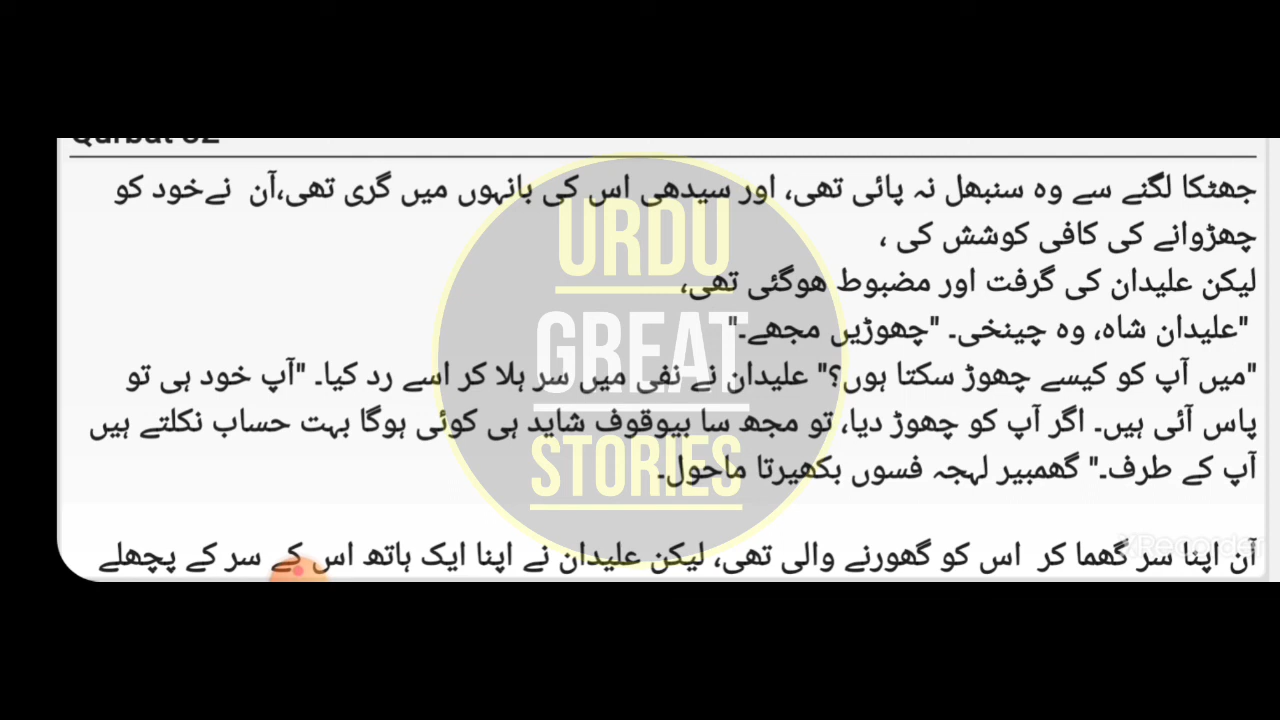 جھٹکا لگنے سے وہ سنبھل نہ پائی تھی، اور سیدھی اس کی بانہوں میں گری تھی،آن نےخود کو
چھڑوانے کی کافی کوشش کی ،
لیکن علیدان کی گرفت اور مضبوط ھوگئی تھی،
"علیدان شاہ، وہ چینخی۔ "چھوڑیں مجھے۔"
"میں آپ کو کیسے چھوڑ سکتا ہوں؟" علیدان نے نفی میں سر ہلا کر اسے رد کیا۔ "آپ خود ہی تو
پاس آئی ہیں۔ اگر آپ کو چھوڑ دیا، تو مجھ سا بیوقوف شاید ہی کوئی ہوگا بہت حساب نکلتے ہیں
آپ کے طرف۔" گھمبیر لہجہ فسوں بکھیرتا ماحول۔
آن اپنا سر گھما کر اس کو گھورنے والی تھی، لیکن علیدان نے اپنا ایک ہاتھ اس کے سر کے پچھلے
URDU
GREAT
STORIES
XRecorder